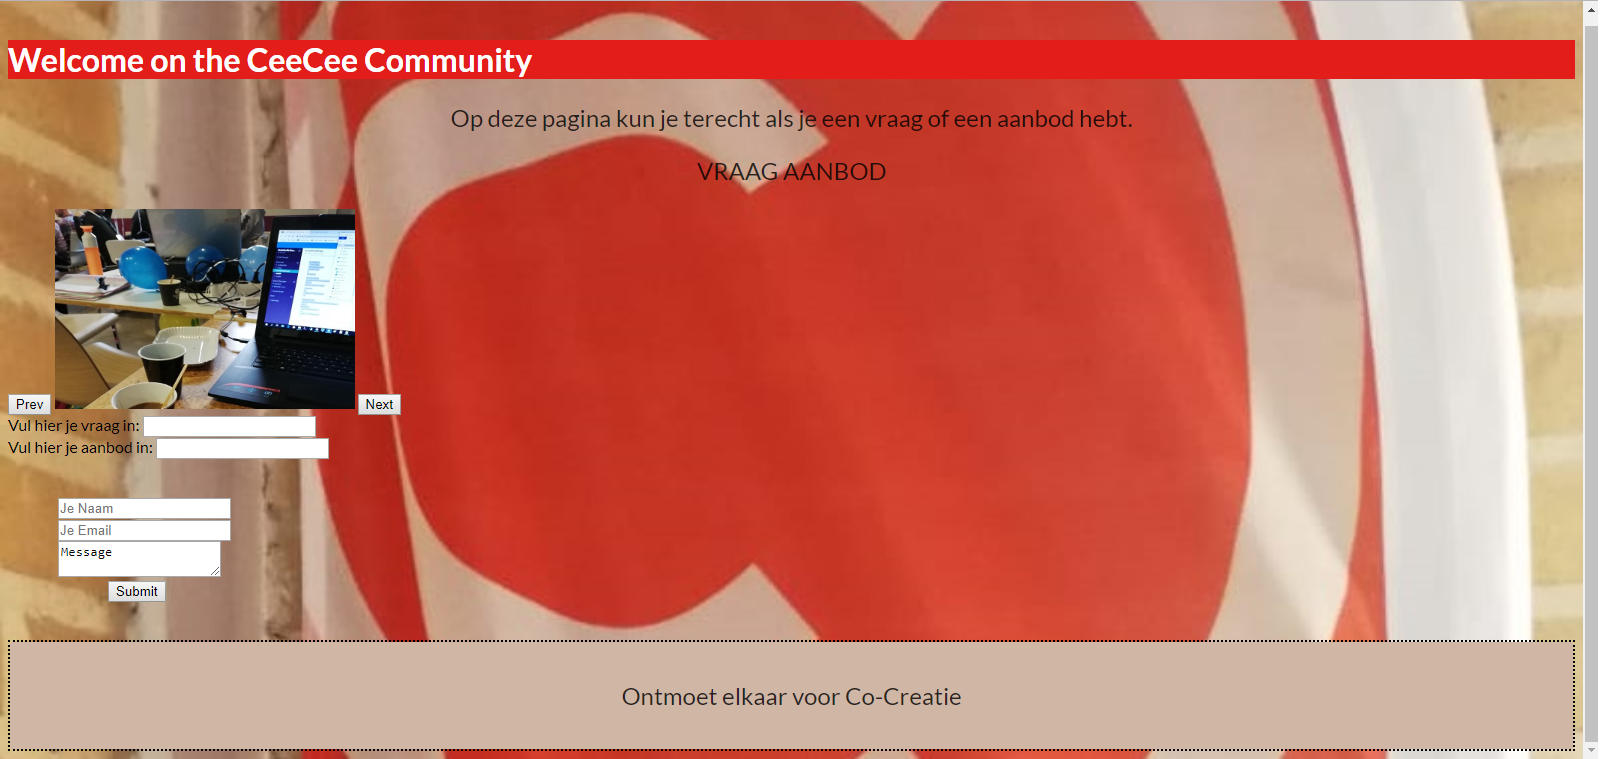 Welcome on the CeeCee Community
Op deze pagina kun je terecht als je een vraag of een aanbod hebt.
VRAAG AANBOD
Prev
Next
Vul hier je vraag in:
Vul hier je aanbod in:
Je Naam
Je Email
Message
Submit
Ontmoet elkaar voor Co-Creatie